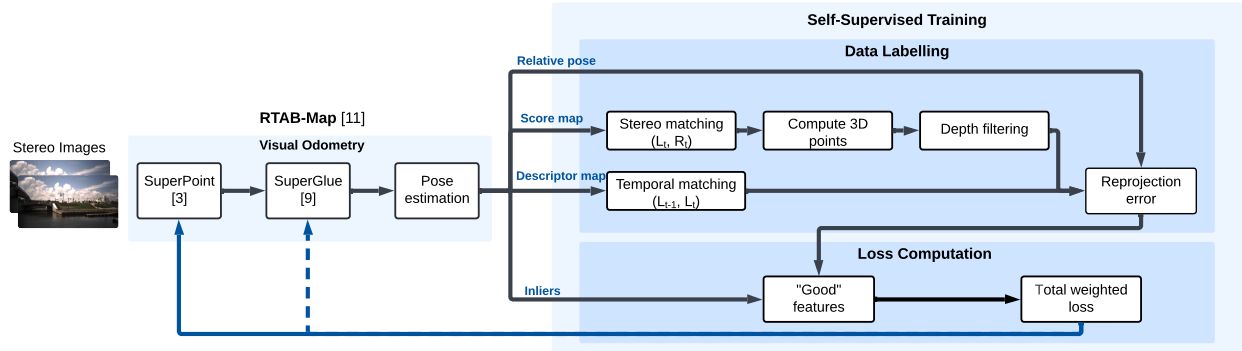 Self-Supervised Training
Data Labelling
Relative pose
RTAB-Map [11]
Visual Odometry
Stereo Images
SuperPoint
[3]
SuperGlue
[9]
Pose
estimation
Score map
Stereo matching
(Lt, Rt)
Compute 3D
points
Depth filtering
Descriptor map
Temporal matching
(Lt-1, Lt)
Reprojection
error
Loss Computation
Inliers
"Good"
features
Total weighted
loss